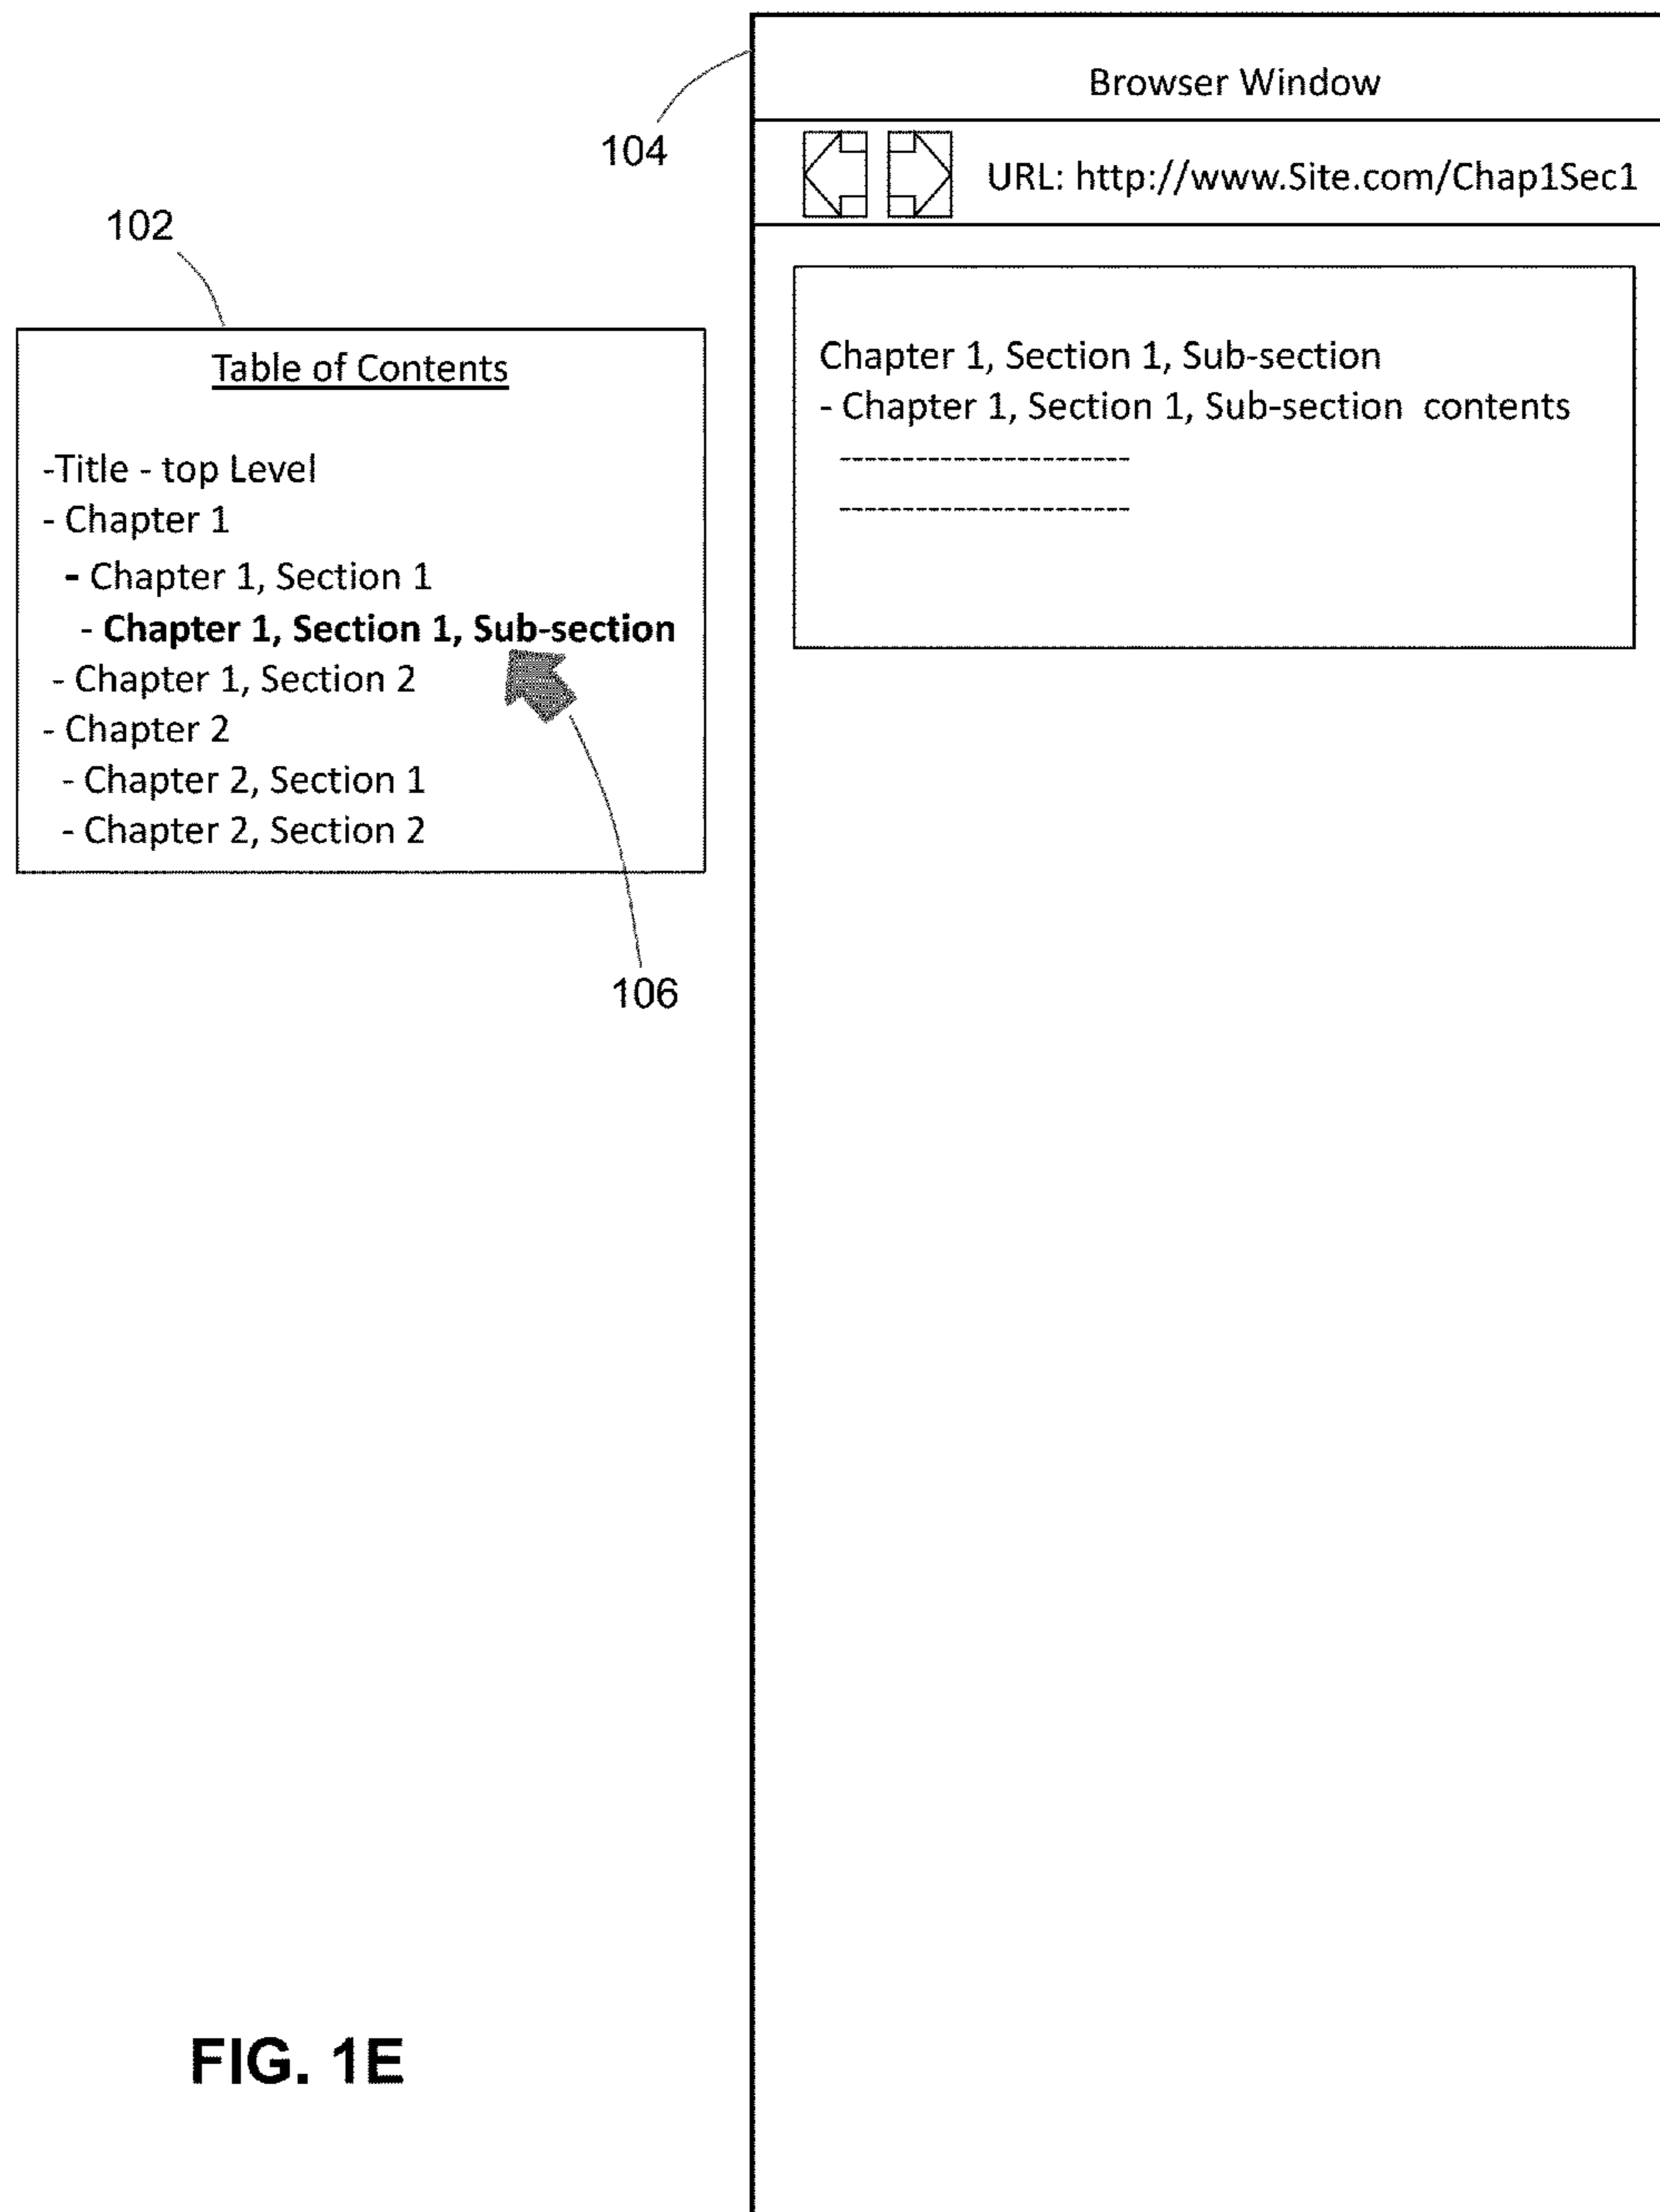 Browser Window
104
URL: http://www.Site.com/Chap1Sec1
102
Table of Contents
-Title - top Level
- Chapter 1
- Chapter 1, Section 1
- Chapter 1, Section 1, Sub-section
- Chapter 1, Section 2
- Chapter 2
- Chapter 2, Section 1
- Chapter 2, Section 2
Chapter 1, Section 1, Sub-section
- Chapter 1, Section 1, Sub-section contents
106
FIG. 1E